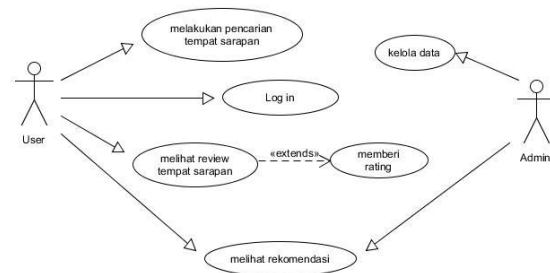 melakukan pencarian
tempat sarapan
kelola data
Log in
User
Admin
melihat review
tempat sarapan
«extends»
memberi
rating
melihat rekomendasi